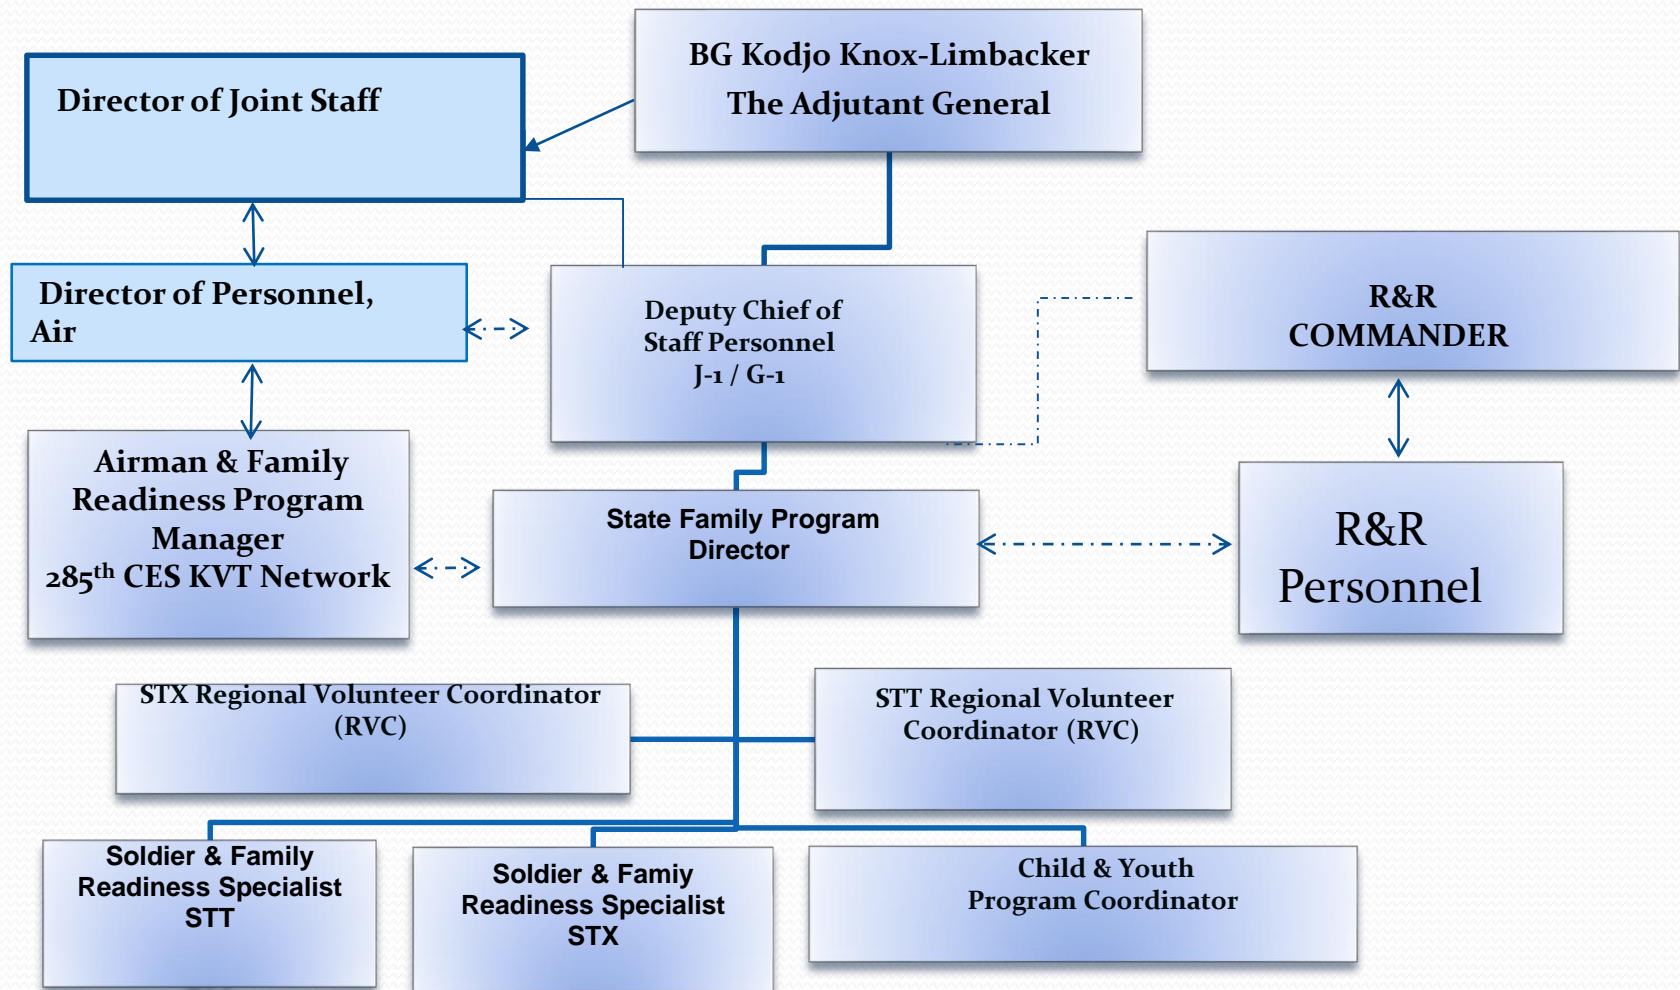 BG Kodjo Knox-Limbacker
The Adjutant General
Director of Joint Staff
Director of Personnel,
Air
Deputy Chief of
Staff Personnel
J-1 / G-1
R&R
COMMANDER
Airman & Family
Readiness Program
Manager
285th CES KVT Network
State Family Program
Director
R&R
Personnel
STX Regional Volunteer Coordinator
(RVC)
STT Regional Volunteer
Coordinator (RVC)
Soldier & Family
Readiness Specialist
STT
Soldier & Famiy
Readiness Specialist
STX
Child & Youth
Program Coordinator